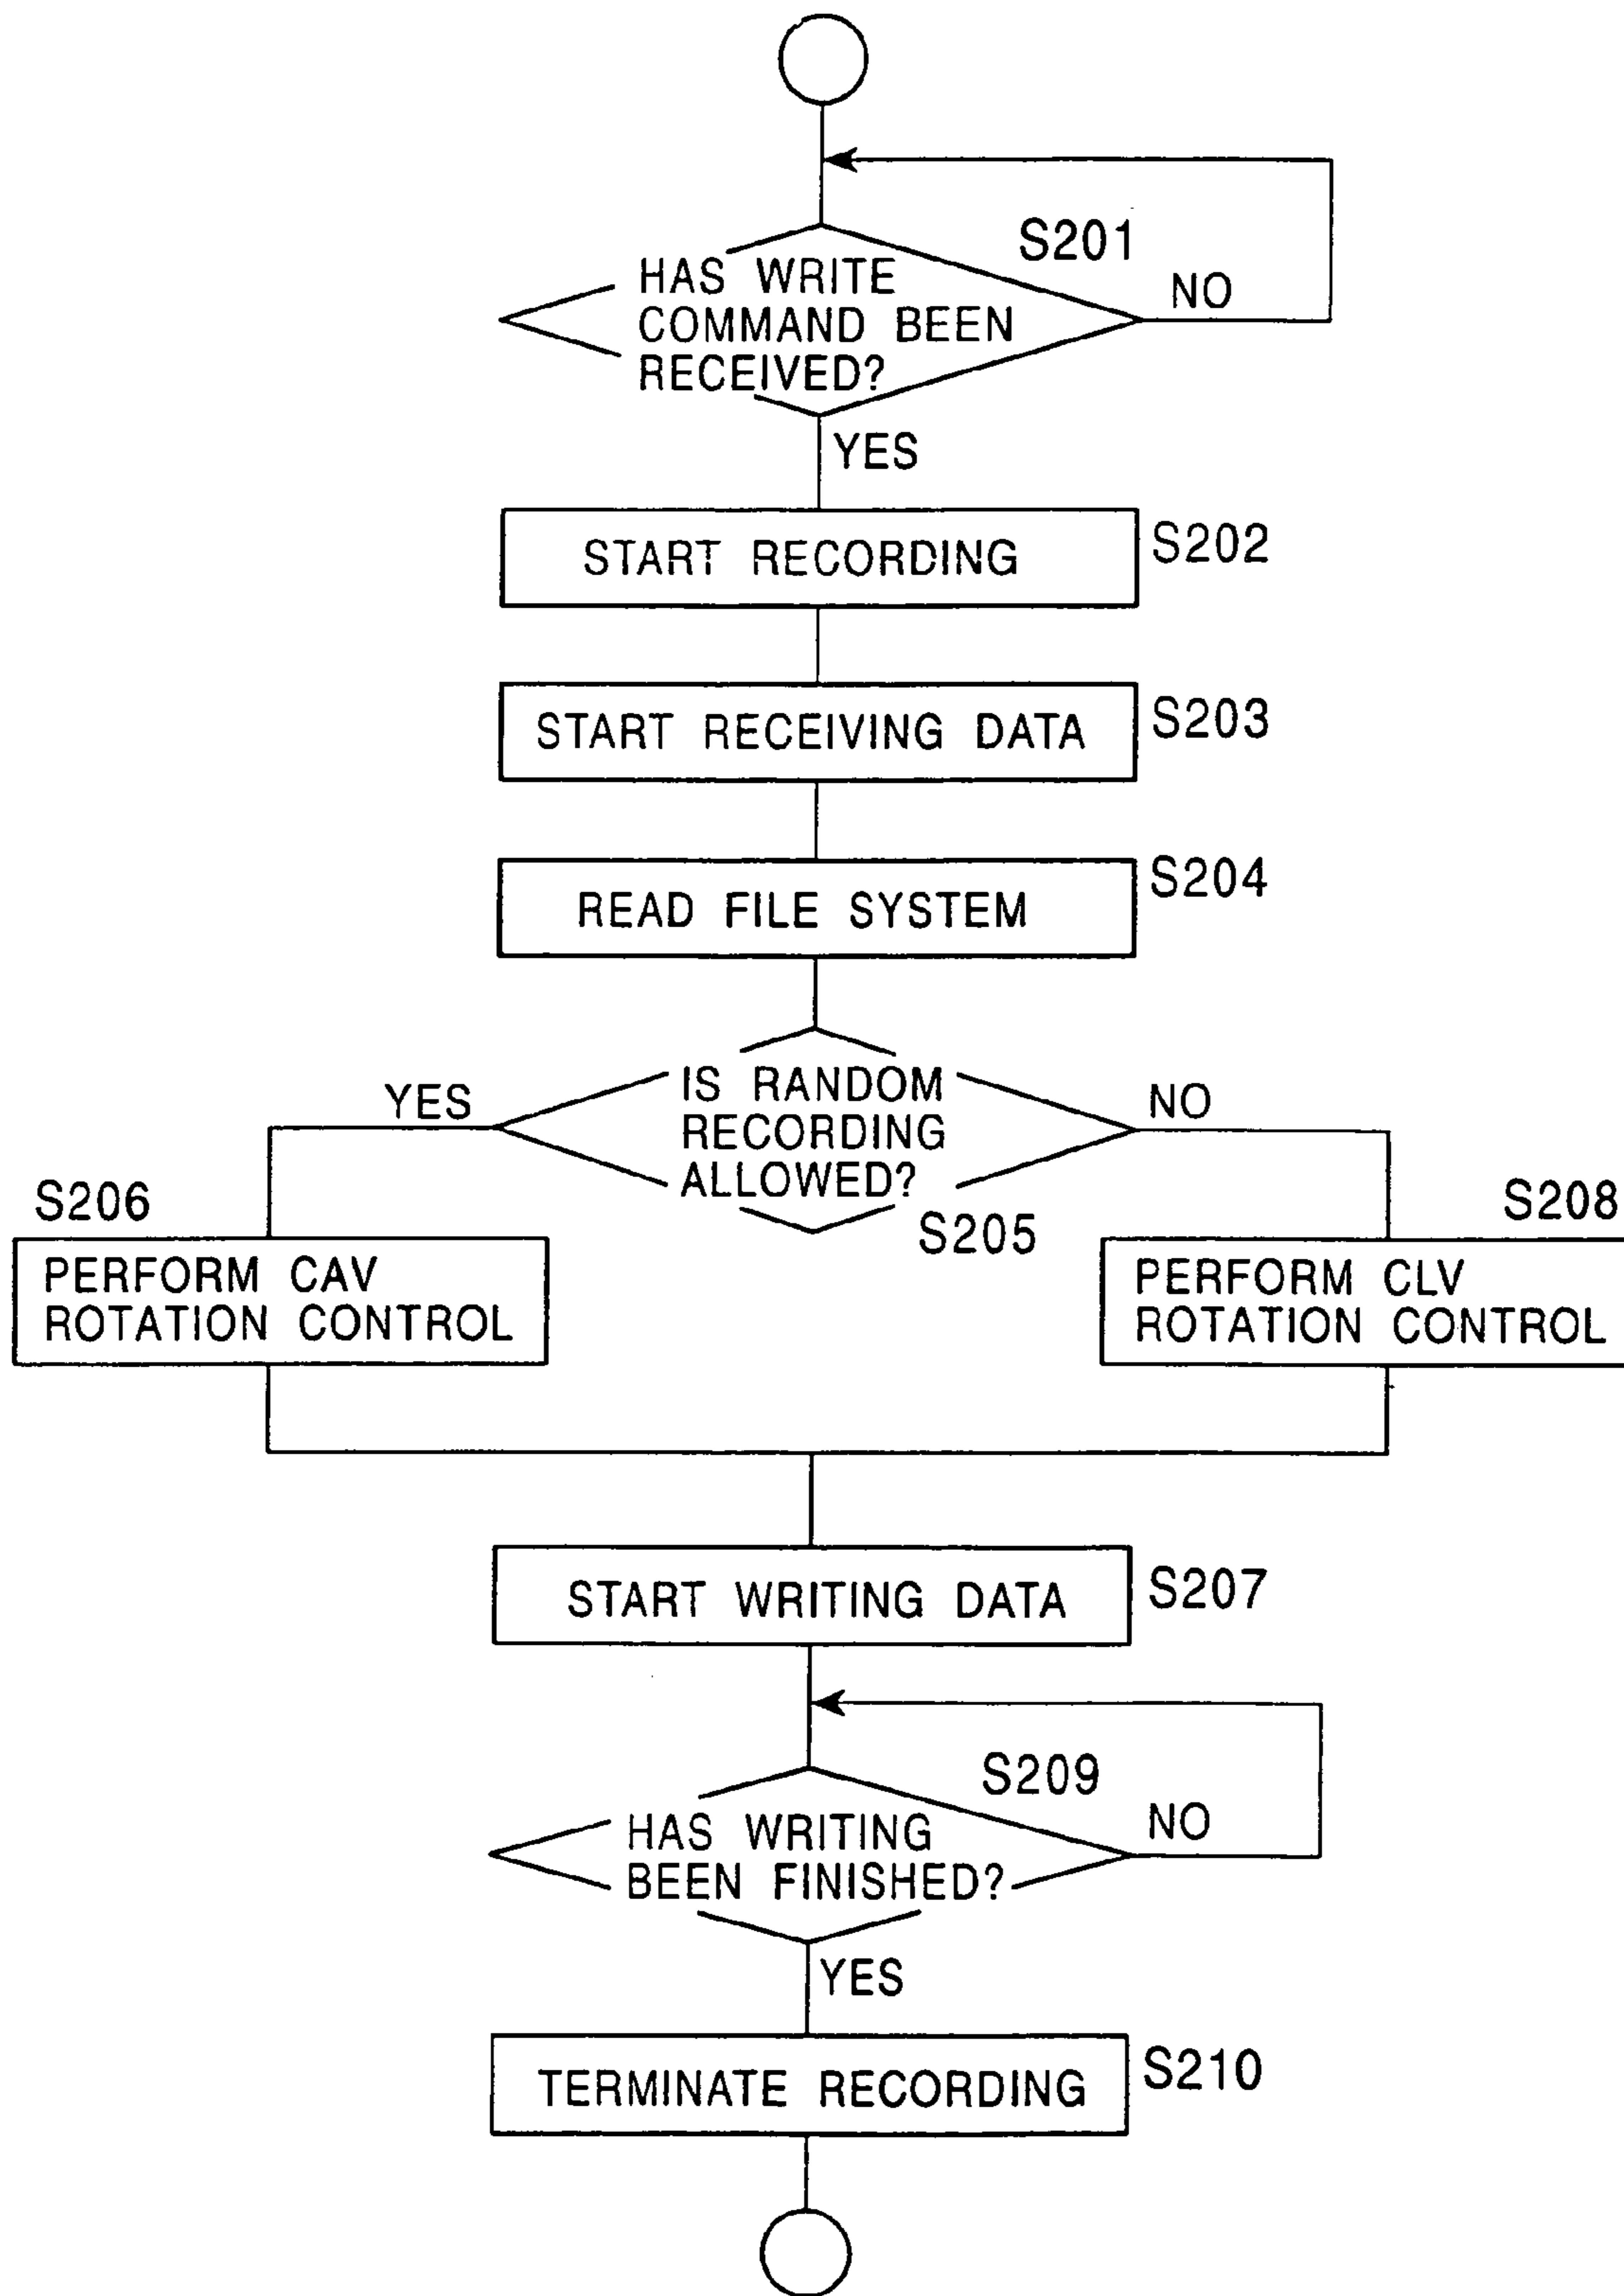 S201
HAS WRITE
COMMAND BEEN
RECEIVED?
NO
YES
START RECORDING
S202
START RECEIVING DATA
S203
READ FILE SYSTEM
S204
IS RANDOM
RECORDING
ALLOWED?
YES
NO
S205
S206
PERFORM CAV
ROTATION CONTROL
S208
PERFORM CLV
ROTATION CONTROL
START WRITING DATA
S207
S209
HAS WRITING
BEEN FINISHED?
NO
YES
TERMINATE RECORDING
S210